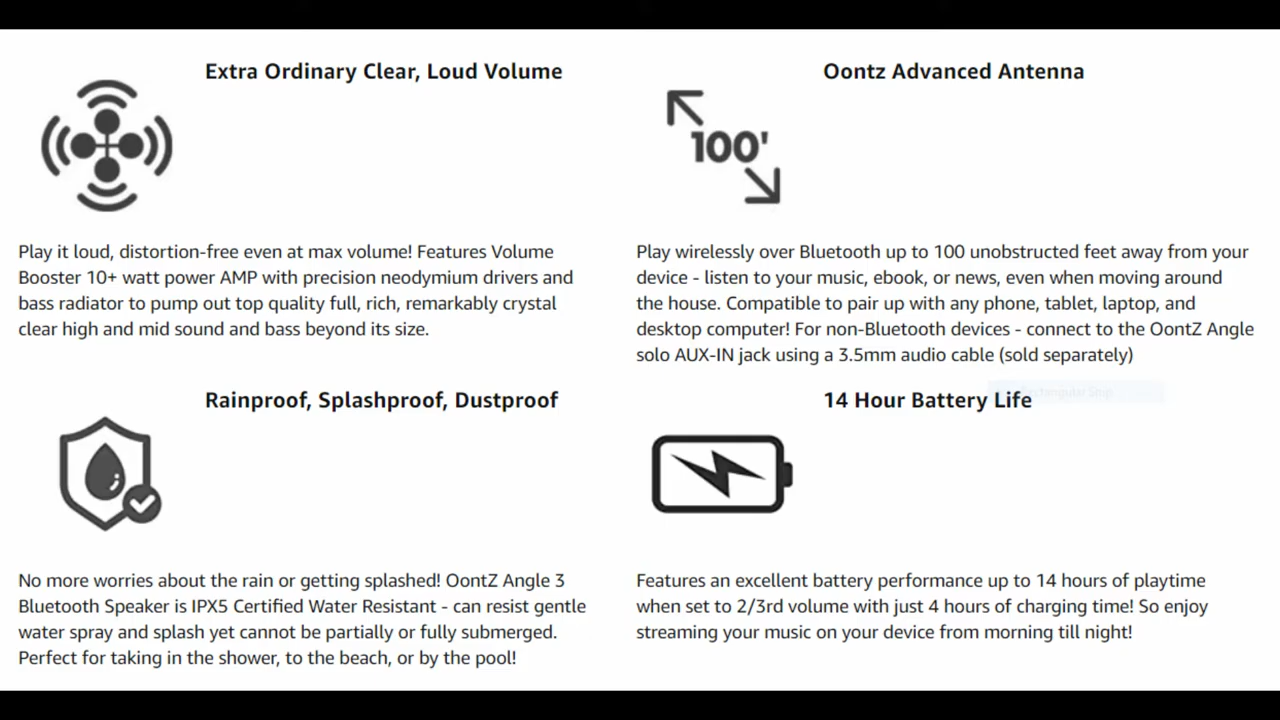 Extra Ordinary Clear, Loud Volume
Play it loud, distortion-free even at max volume! Features Volume
Booster 10+ watt power AMP with precision neodymium drivers and
bass radiator to pump out top quality full, rich, remarkably crystal
clear high and mid sound and bass beyond its size.
Oontz Advanced Antenna
100'
Play wirelessly over Bluetooth up to 100 unobstructed feet away from your
device - listen to your music, ebook, or news, even when moving around
the house. Compatible to pair up with any phone, tablet, laptop, and
desktop computer! For non-Bluetooth devices - connect to the OontZ Angle
solo AUX-IN jack using a 3.5mm audio cable (sold separately)
Rainproof, Splashproof, Dustproof
No more worries about the rain or getting splashed! OontZ Angle 3
Bluetooth Speaker is IPX5 Certified Water Resistant - can resist gentle
water spray and splash yet cannot be partially or fully submerged.
Perfect for taking in the shower, to the beach, or by the pool!
14 Hour Battery Life
Rectangular Snip
Features an excellent battery performance up to 14 hours of playtime
when set to 2/3rd volume with just 4 hours of charging time! So enjoy
streaming your music on your device from morning till night!